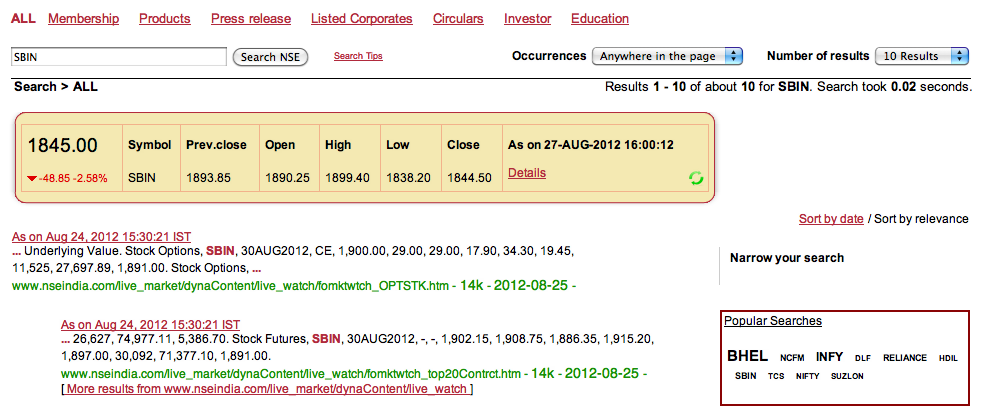 ALL Membership Products Press release Listed Corporates Circulars Investor Education
SBIN Search NSE Search Tips Occurrences Anywhere in the page Number of results 10 Results
Search > ALL Results 1 - 10 of about 10 for SBIN. Search took 0.02 seconds.
1845.00 Symbol Prev.close Open High Low Close As on 27-AUG-2012 16:00:12
-48.85 -2.58% SBIN 1893.85 1890.25 1899.40 1838.20 1844.50 Details
Sort by date / Sort by relevance
As on Aug 24, 2012 15:30:21 IST
... Underlying Value. Stock Options, SBIN, 30AUG2012, CE, 1,900.00, 29.00, 29.00, 17.90, 34.30, 19.45,
11,525, 27,697.89, 1,891.00. Stock Options, ...
www.nseindia.com/live_market/dynaContent/live_watch/fomktwtch_OPTSTK.htm - 14k - 2012-08-25 -
Narrow your search
As on Aug 24, 2012 15:30:21 IST
... 26,627, 74,977.11, 5,386.70. Stock Futures, SBIN, 30AUG2012, -, -, 1,902.15, 1,908.75, 1,886.35, 1,915.20,
1,897.00, 30,092, 71,377.10, 1,891.00.
www.nseindia.com/live_market/dynaContent/live_watch/fomktwtch_top20Contrct.htm - 14k - 2012-08-25 -
[ More results from www.nseindia.com/live_market/dynaContent/live_watch ]
Popular Searches
BHEL NCFM INFY DLF RELIANCE HDIL
SBIN TCS NIFTY SUZLON